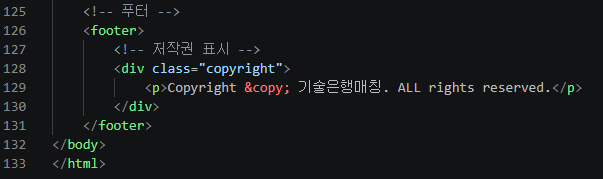 125 <!-- 푸터 -->
126 <footer>
127 <!-- 저작권 표시 -->
128 <div class="copyright">
129 <p>Copyright &copy; 기술은행매칭. ALL rights reserved.</p>
130 </div>
131 </footer>
132 </body>
133 </html>